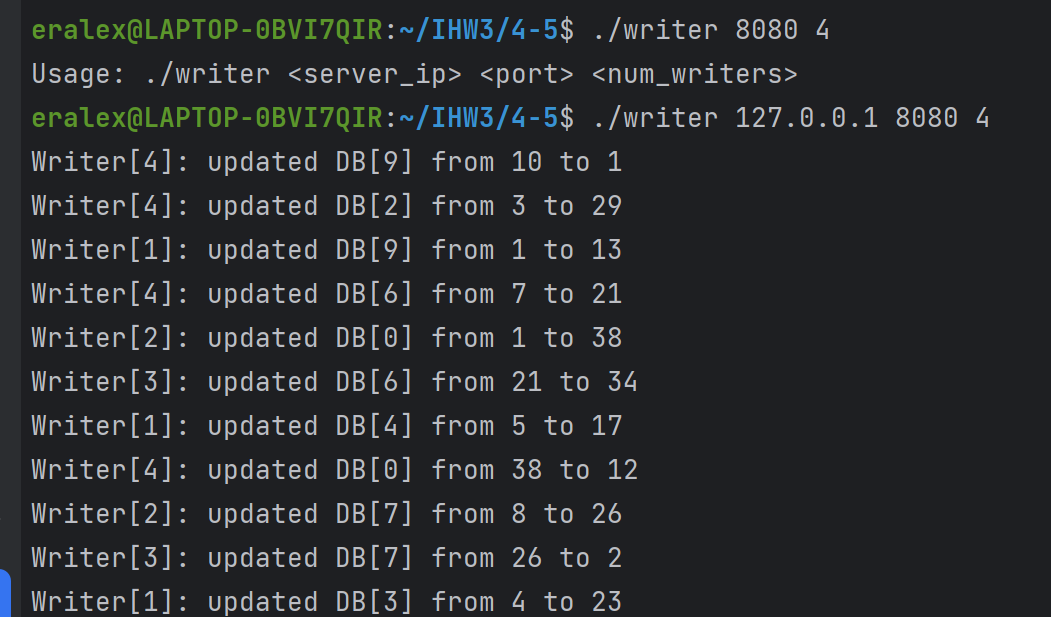 eralex@LAPTOP-0BVI7QIR:~/IHW3/4-5$ ./writer 8080 4
Usage: ./writer <server_ip> <port> <num_writers>
eralex@LAPTOP-0BVI7QIR:~/IHW3/4-5$ ./writer 127.0.0.1 8080 4
Writer[4]: updated DB[9] from 10 to 1
Writer[4]: updated DB[2] from 3 to 29
Writer[1]: updated DB[9] from 1 to 13
Writer[4]: updated DB[6] from 7 to 21
Writer[2]: updated DB[0] from 1 to 38
Writer[3]: updated DB[6] from 21 to 34
Writer[1]: updated DB[4] from 5 to 17
Writer[4]: updated DB[0] from 38 to 12
Writer[2]: updated DB[7] from 8 to 26
Writer[3]: updated DB[7] from 26 to 2
Writer[1]: updated DB[3] from 4 to 23